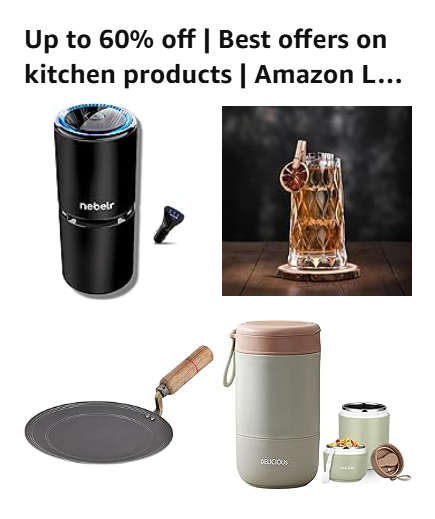 Up to 60% off | Best offers on
kitchen products | Amazon L...
nebelr
DELICIOUS